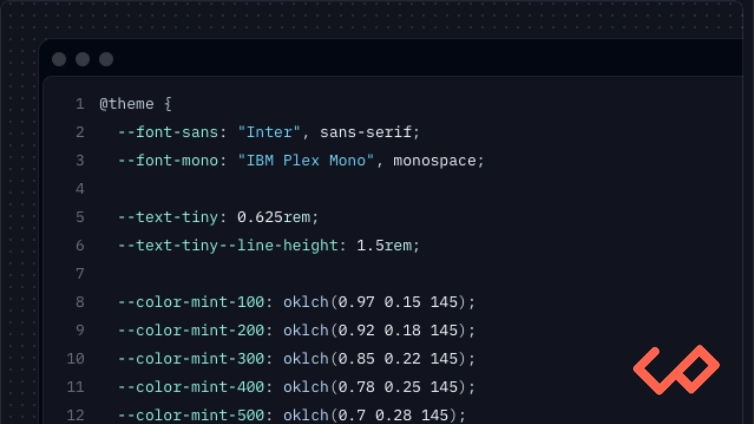 1 @theme {
2 --font-sans: "Inter", sans-serif;
3 --font-mono: "IBM Plex Mono", monospace;
4
5 --text-tiny: 0.625rem;
6 --text-tiny--line-height: 1.5rem;
7
8 --color-mint-100: oklch(0.97 0.15 145);
9 --color-mint-200: oklch(0.92 0.18 145);
10 --color-mint-300: oklch(0.85 0.22 145);
11 --color-mint-400: oklch(0.78 0.25 145);
12 --color-mint-500: oklch(0.7 0.28 145);